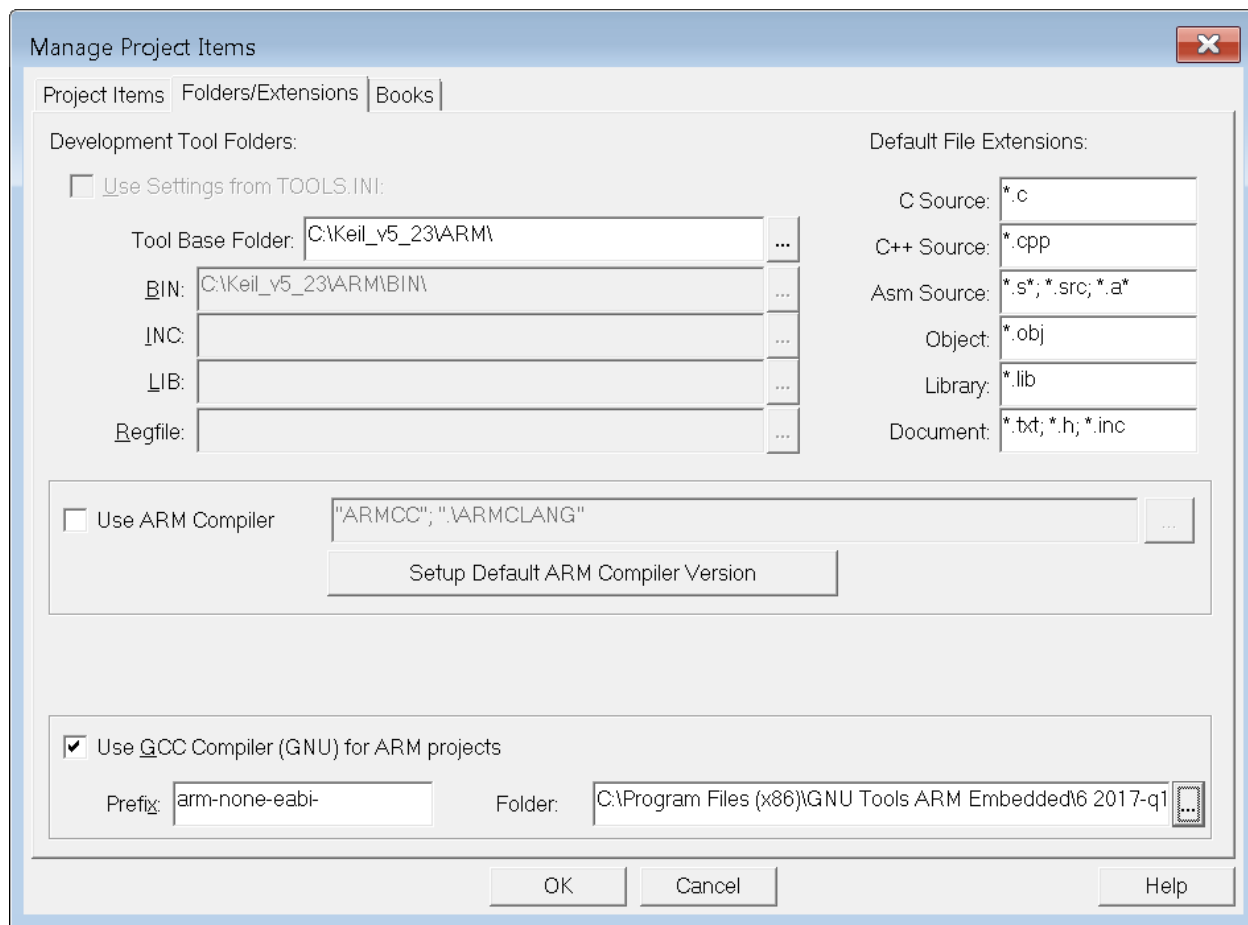 Manage Project Items
Project Items Folders/Extensions Books
Development Tool Folders:
Use Settings from TOOLS.INI:
Tool Base Folder: C:\Keil_v5_23\ARM\ ...
BIN: C:\Keil_v5_23\ARM\BIN\ ...
INC: ...
LIB: ...
Regfile: ...
Default File Extensions:
C Source: *.c
C++ Source: *.cpp
Asm Source: *.s*; *.src; *.a*
Object: *.obj
Library: *.lib
Document: *.txt; *.h; *.inc
Use ARM Compiler "ARMCC"; ".\ARMCLANG" ...
Setup Default ARM Compiler Version
Use GCC Compiler (GNU) for ARM projects
Prefix: arm-none-eabi- Folder: C:\Program Files (x86)\GNU Tools ARM Embedded\6 2017-q1 ...
OK Cancel Help